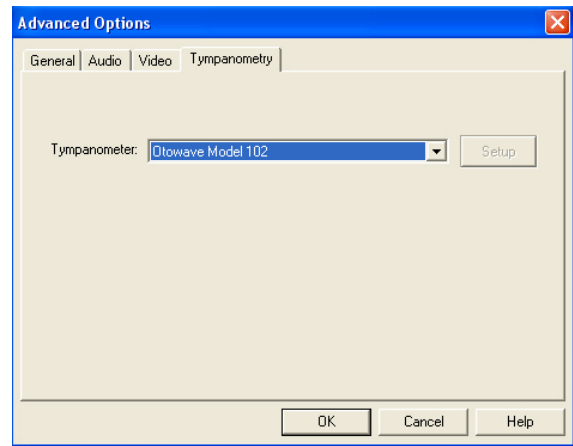 Advanced Options
General Audio Video Tympanometry
Tympanometer: Otowave Model 102 Setup
OK Cancel Help